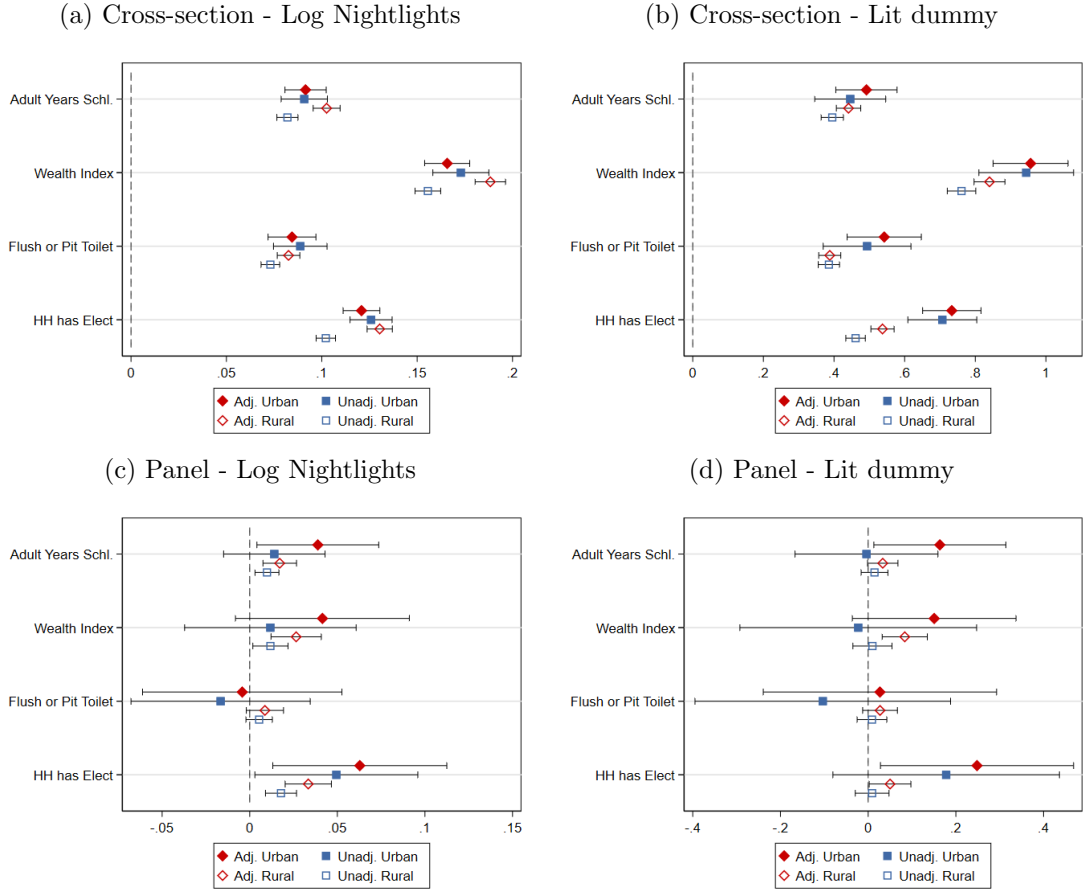 (a) Cross-section - Log Nightlights
Adult Years Schl.
Wealth Index
Flush or Pit Toilet
HH has Elect
0 .05 .1 .15 .2
Adj. Urban Unadj. Urban
Adj. Rural Unadj. Rural
(b) Cross-section - Lit dummy
Adult Years Schl.
Wealth Index
Flush or Pit Toilet
HH has Elect
0 .2 .4 .6 .8 1
Adj. Urban Unadj. Urban
Adj. Rural Unadj. Rural
(c) Panel - Log Nightlights
Adult Years Schl.
Wealth Index
Flush or Pit Toilet
HH has Elect
-.05 0 .05 .1 .15
Adj. Urban Unadj. Urban
Adj. Rural Unadj. Rural
(d) Panel - Lit dummy
Adult Years Schl.
Wealth Index
Flush or Pit Toilet
HH has Elect
-.4 -.2 0 .2 .4
Adj. Urban Unadj. Urban
Adj. Rural Unadj. Rural